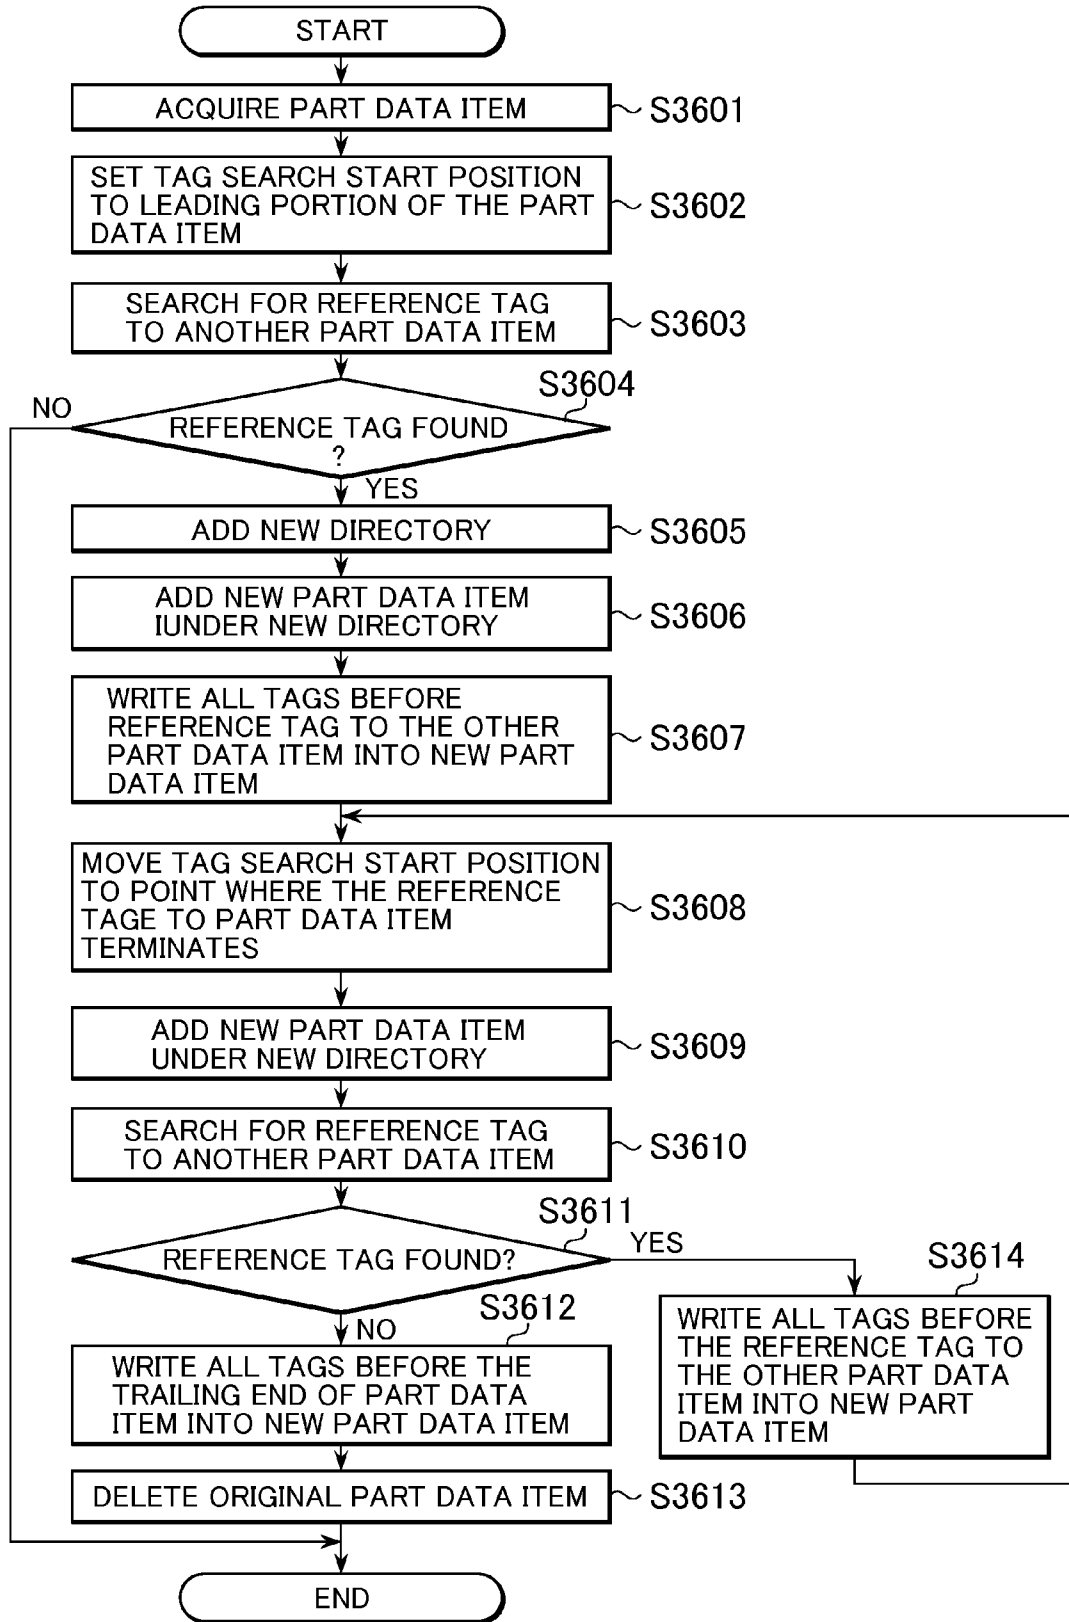 START
ACQUIRE PART DATA ITEM
S3601
SET TAG SEARCH START POSITION
TO LEADING PORTION OF THE PART
DATA ITEM
S3602
SEARCH FOR REFERENCE TAG
TO ANOTHER PART DATA ITEM
S3603
S3604
NO
REFERENCE TAG FOUND
?
YES
ADD NEW DIRECTORY
S3605
ADD NEW PART DATA ITEM
IUNDER NEW DIRECTORY
S3606
WRITE ALL TAGS BEFORE
REFERENCE TAG TO THE OTHER
PART DATA ITEM INTO NEW PART
DATA ITEM
S3607
MOVE TAG SEARCH START POSITION
TO POINT WHERE THE REFERENCE
TAGE TO PART DATA ITEM
TERMINATES
S3608
ADD NEW PART DATA ITEM
UNDER NEW DIRECTORY
S3609
SEARCH FOR REFERENCE TAG
TO ANOTHER PART DATA ITEM
S3610
S3611
REFERENCE TAG FOUND?
YES
NO
S3612
WRITE ALL TAGS BEFORE THE
TRAILING END OF PART DATA
ITEM INTO NEW PART DATA ITEM
S3614
WRITE ALL TAGS BEFORE
THE REFERENCE TAG TO
THE OTHER PART DATA
ITEM INTO NEW PART
DATA ITEM
DELETE ORIGINAL PART DATA ITEM
S3613
END